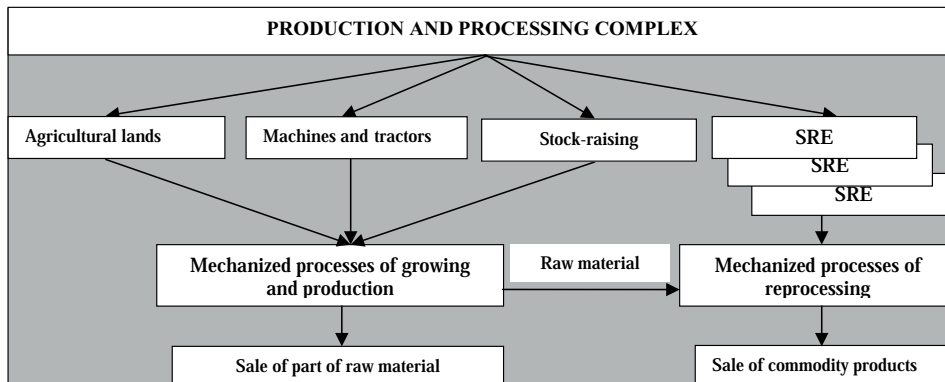 PRODUCTION AND PROCESSING COMPLEX
Agricultural lands
Machines and tractors
Stock-raising
SRE
SRE
SRE
Mechanized processes of growing
and production
Raw material
Mechanized processes of
reprocessing
Sale of part of raw material
Sale of commodity products